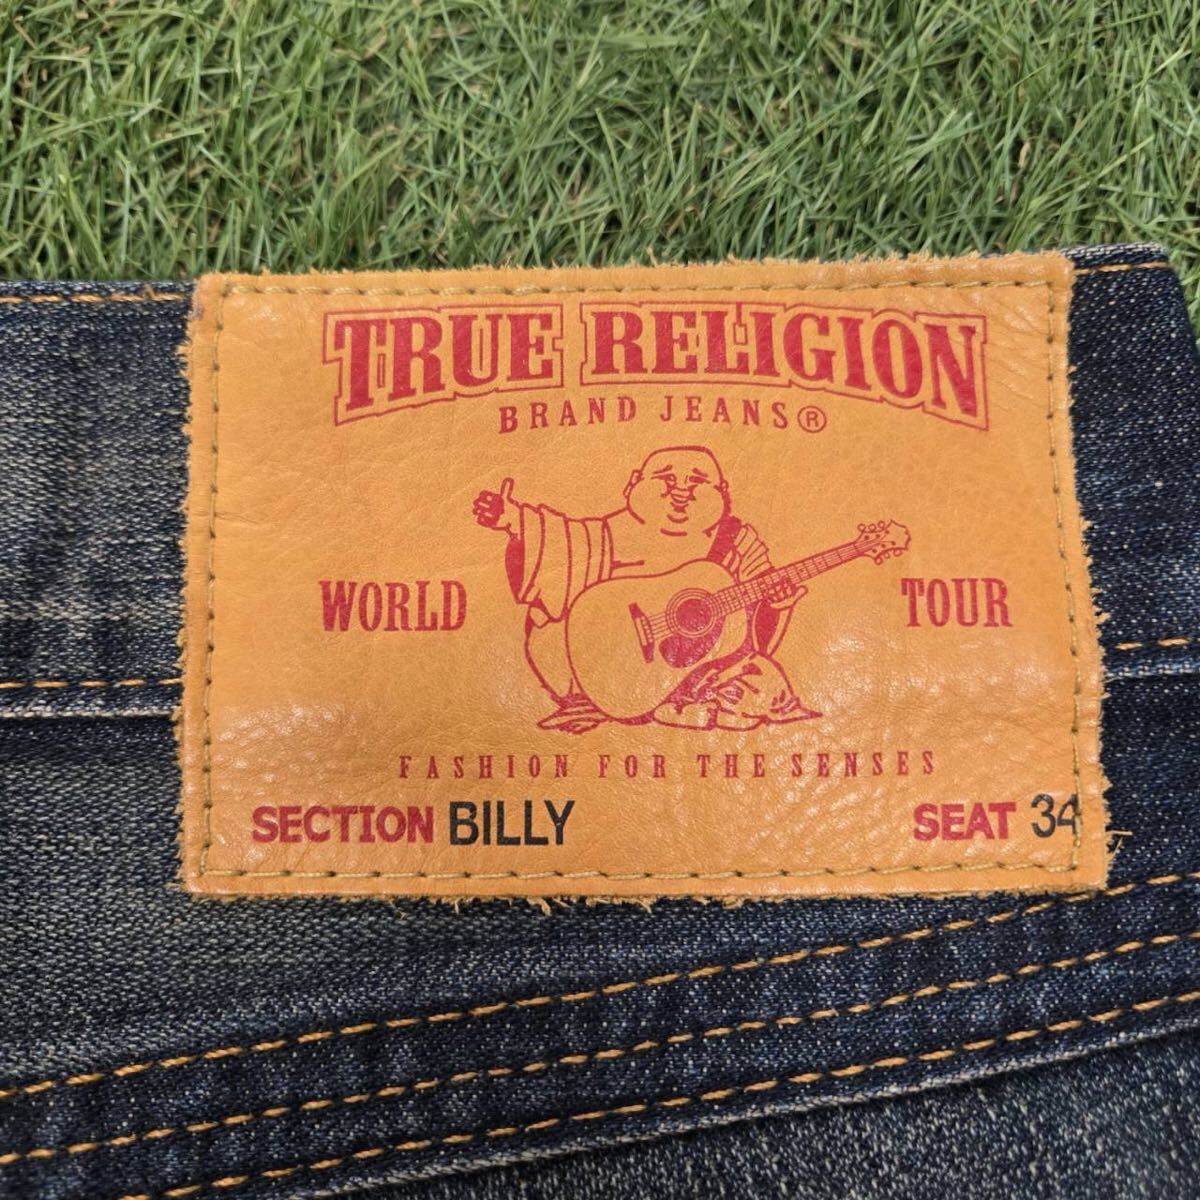 TRUE RELIGION
BRAND JEANS®
WORLD TOUR
FASHION FOR THE SENSES
SECTION BILLY SEAT 34